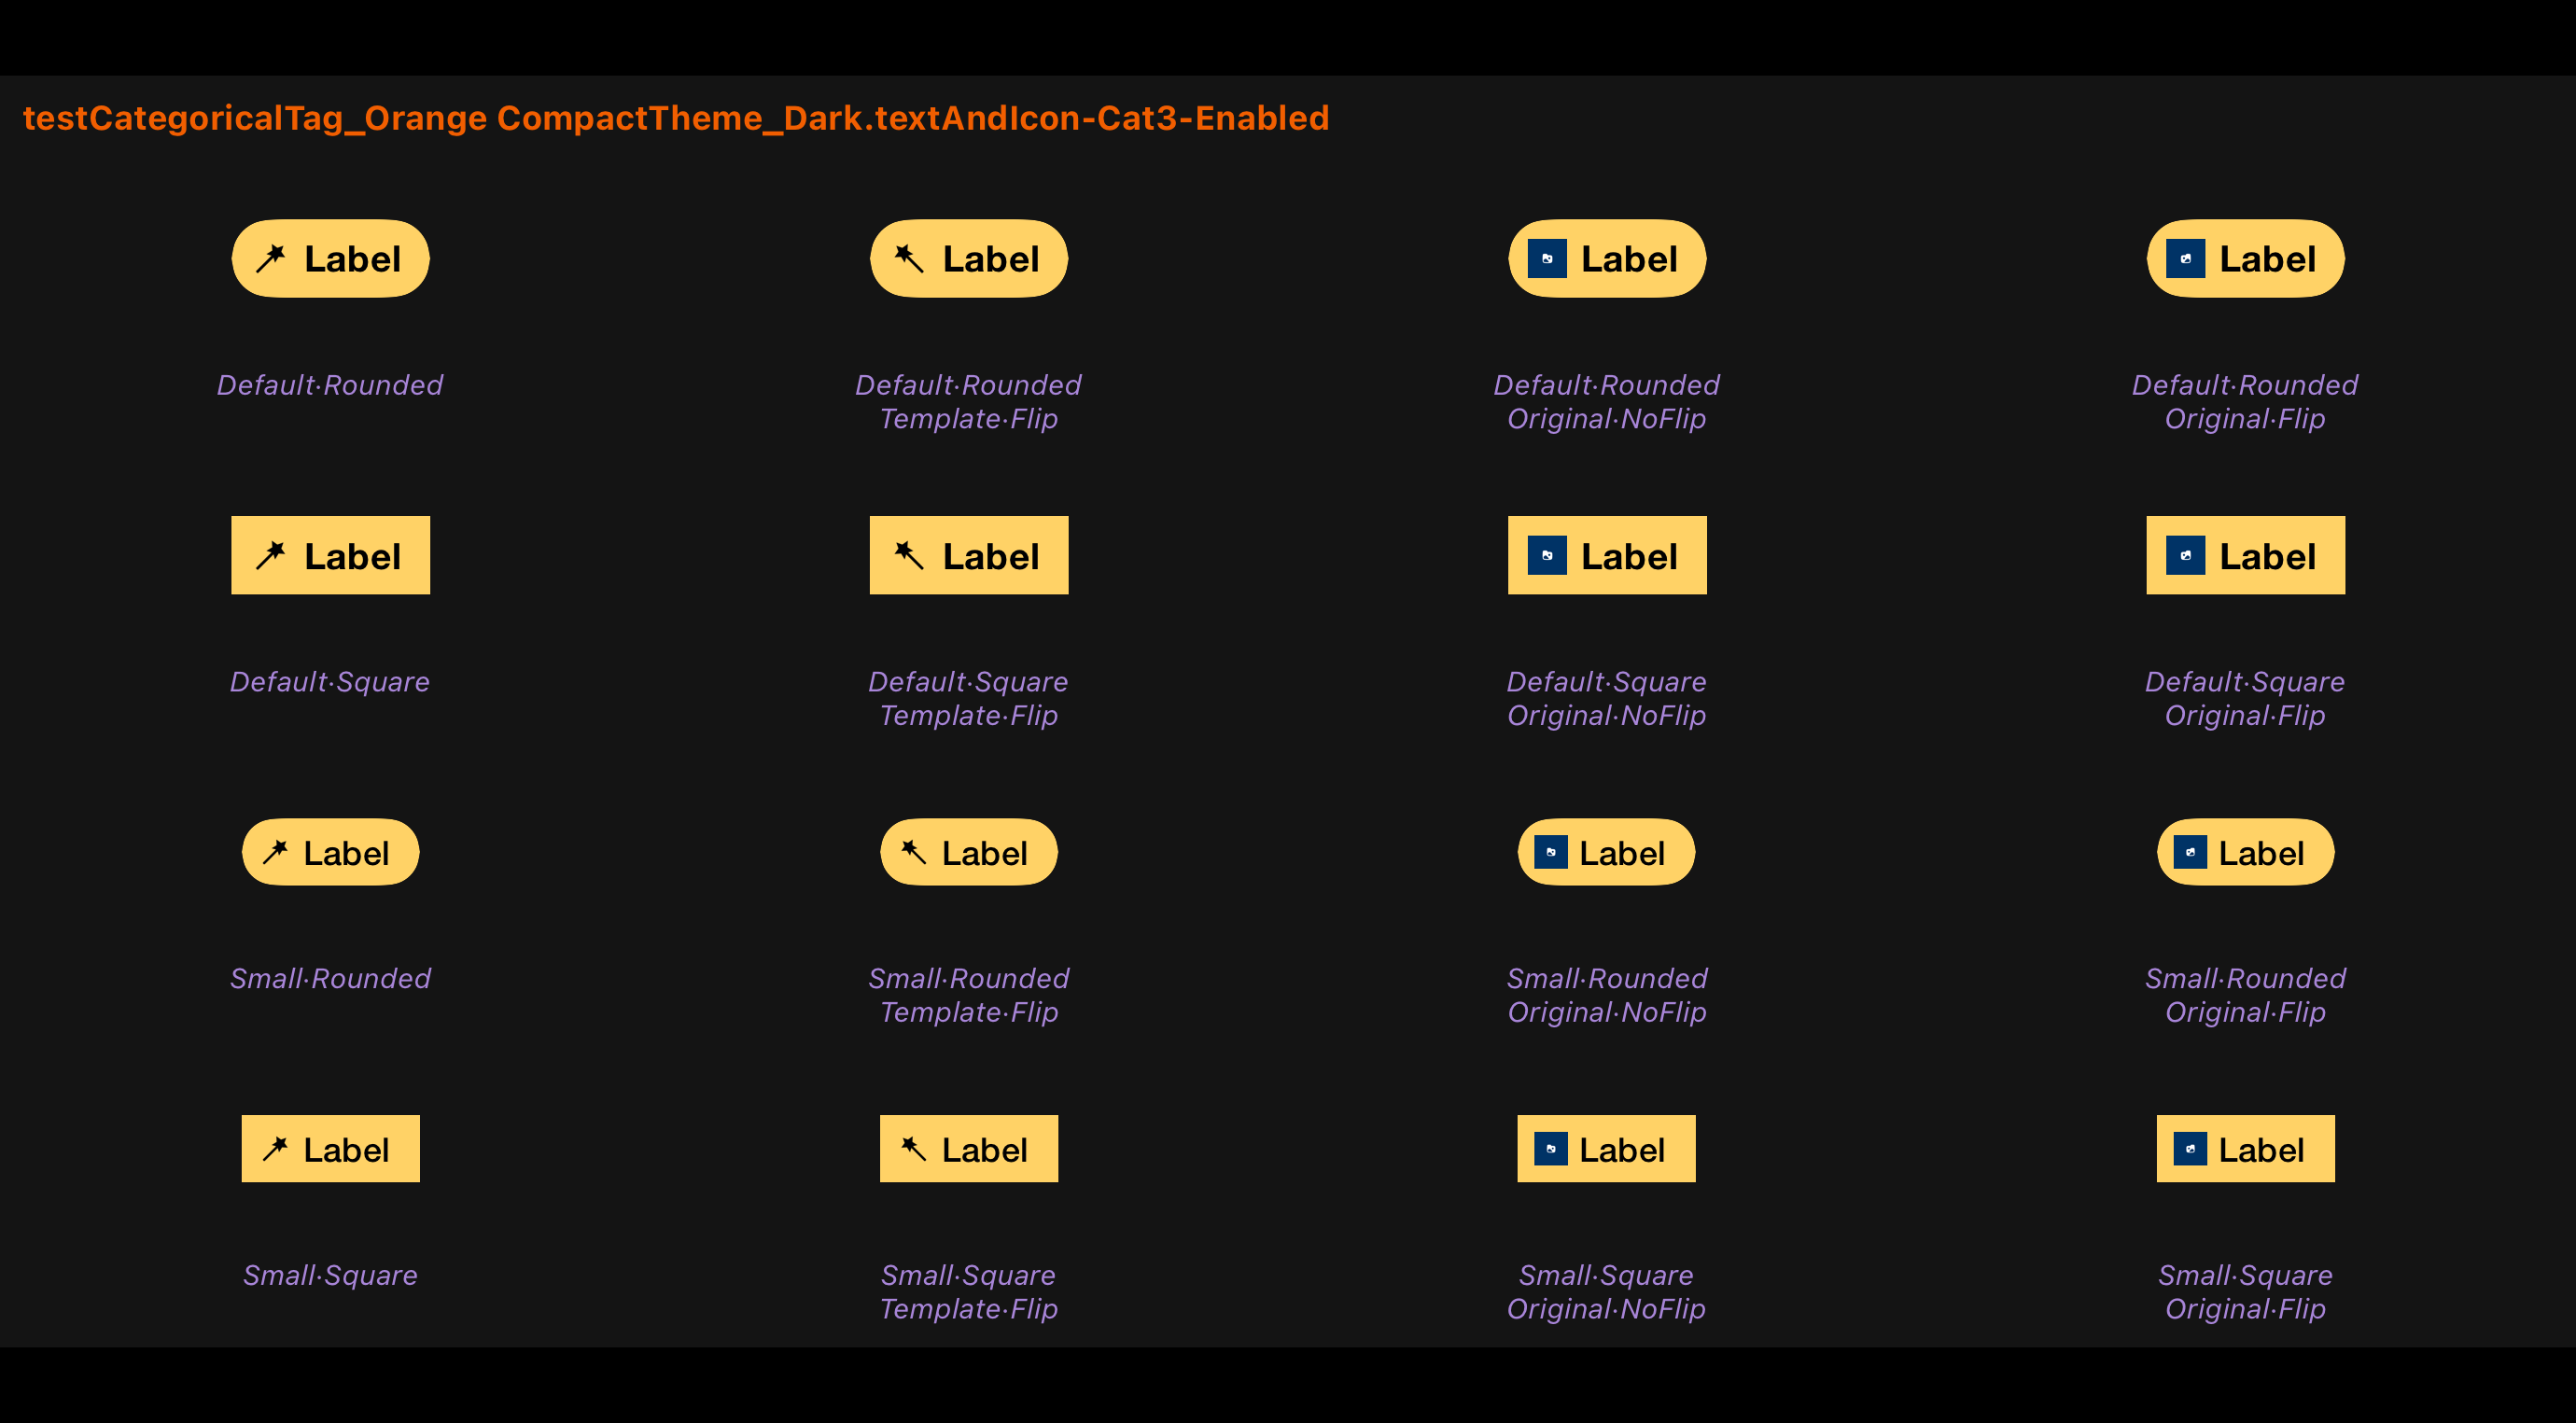 testCategoricalTag_Orange CompactTheme_Dark.textAndIcon-Cat3-Enabled
Label
Label
Label
Label
Default·Rounded
Default·Rounded
Template·Flip
Default·Rounded
Original·NoFlip
Default·Rounded
Original·Flip
Label
Label
Label
Label
Default·Square
Default·Square
Template·Flip
Default·Square
Original·NoFlip
Default·Square
Original·Flip
Label
Label
Label
Label
Small·Rounded
Small·Rounded
Template·Flip
Small·Rounded
Original·NoFlip
Small·Rounded
Original·Flip
Label
Label
Label
Label
Small·Square
Small·Square
Template·Flip
Small·Square
Original·NoFlip
Small·Square
Original·Flip